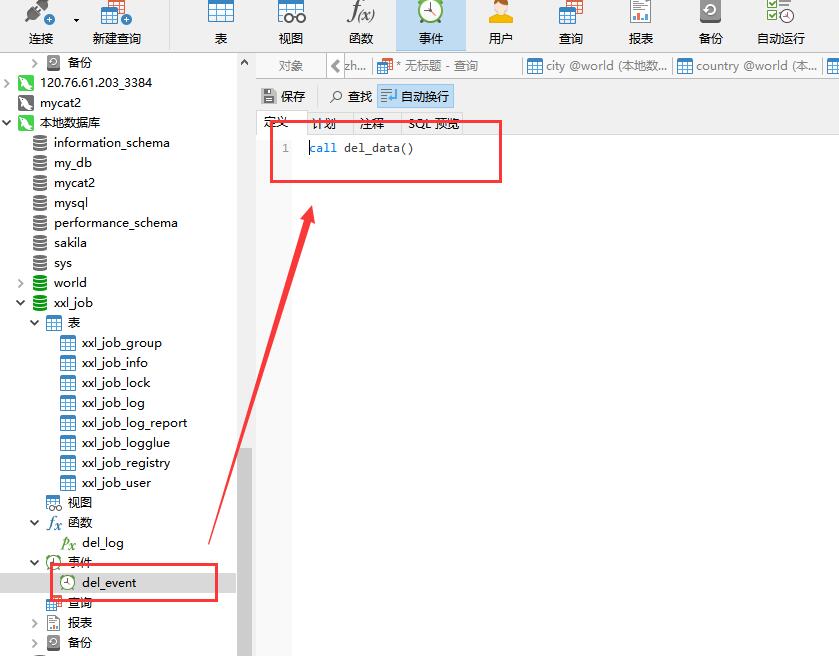 连接 新建查询 表 视图 函数 事件 用户 查询 报表 备份 自动运行
备份
120.76.61.203_3384
mycat2
本地数据库
information_schema
my_db
mycat2
mysql
performance_schema
sakila
sys
world
xxl_job
表
xxl_job_group
xxl_job_info
xxl_job_lock
xxl_job_log
xxl_job_log_report
xxl_job_logglue
xxl_job_registry
xxl_job_user
视图
函数
del_log
事件
del_event
查询
报表
备份
对象 zh... * 无标题 - 查询 city @world (本地数... country @world (本...
保存 查找 自动换行
定义 计划 注释 SQL 预览
1 call del_data()